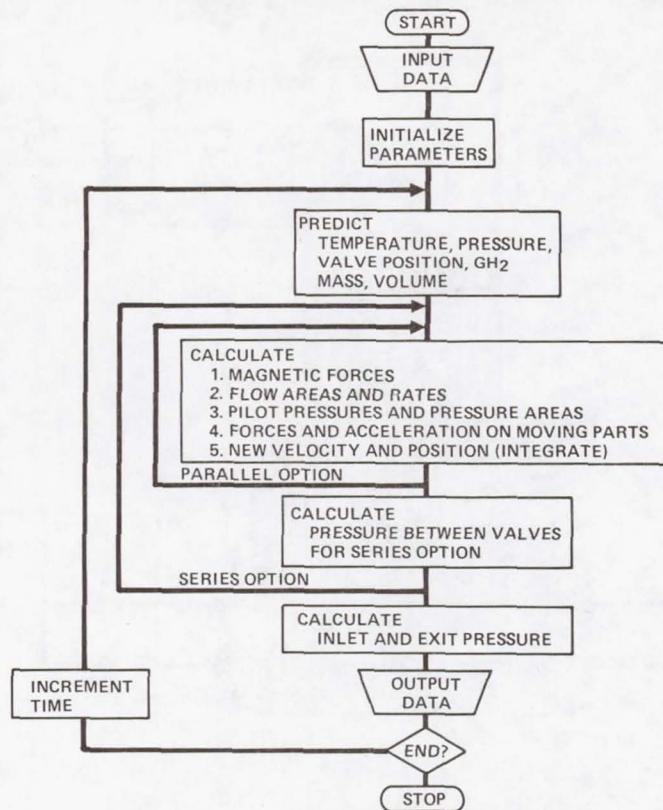 START
INPUT
DATA
INITIALIZE
PARAMETERS
PREDICT
TEMPERATURE, PRESSURE,
VALVE POSITION, GH2
MASS, VOLUME
CALCULATE
1. MAGNETIC FORCES
2. FLOW AREAS AND RATES
3. PILOT PRESSURES AND PRESSURE AREAS
4. FORCES AND ACCELERATION ON MOVING PARTS
5. NEW VELOCITY AND POSITION (INTEGRATE)
PARALLEL OPTION
CALCULATE
PRESSURE BETWEEN VALVES
FOR SERIES OPTION
SERIES OPTION
CALCULATE
INLET AND EXIT PRESSURE
INCREMENT
TIME
OUTPUT
DATA
END?
STOP